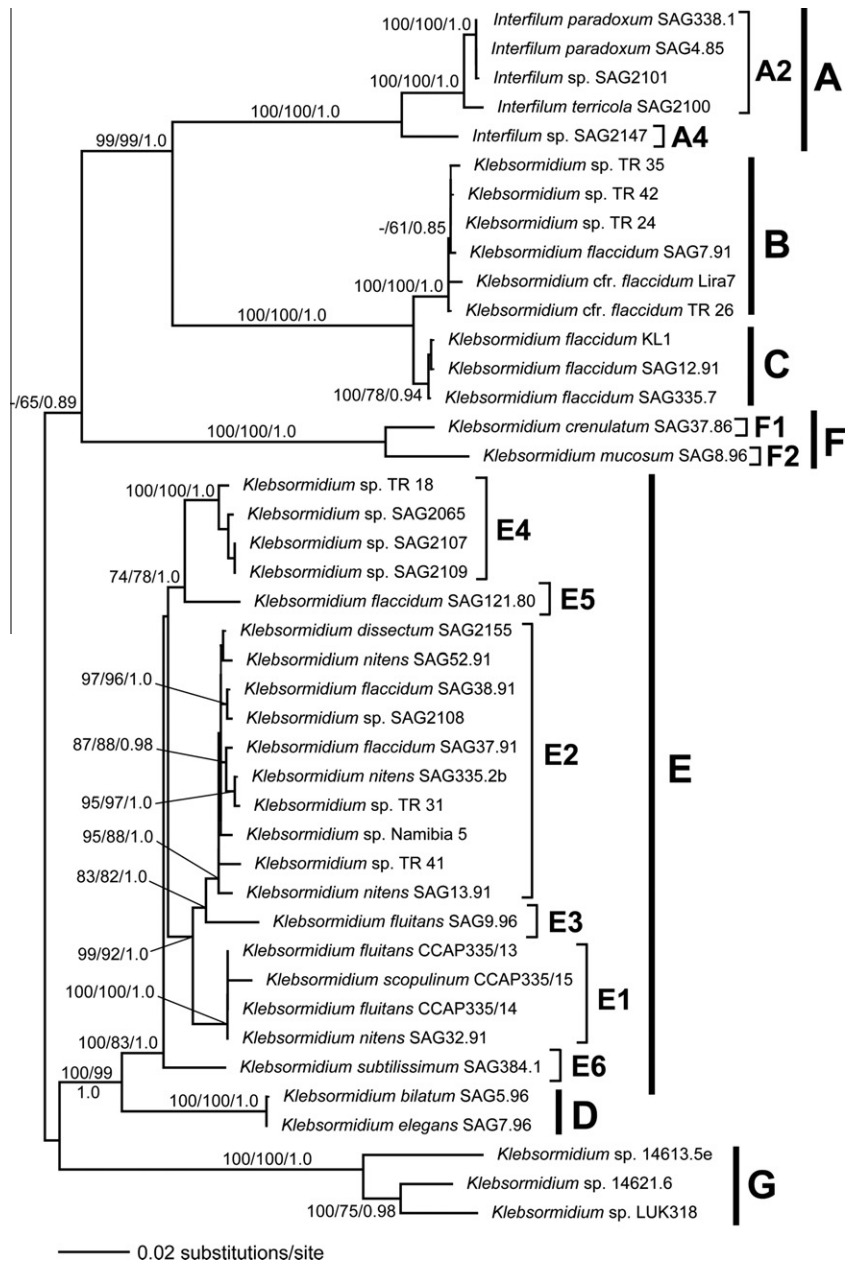 100/100/1.0
Interfilum paradoxum SAG338.1
Interfilum paradoxum SAG4.85
Interfilum sp. SAG2101
A2
A
100/100/1.0
Interfilum terricola SAG2100
100/100/1.0
99/99/1.0
Interfilum sp. SAG2147
A4
Klebsormidium sp. TR 35
Klebsormidium sp. TR 42
Klebsormidium sp. TR 24
-/61/0.85
B
Klebsormidium flaccidum SAG7.91
Klebsormidium cfr. flaccidum Lira7
100/100/1.0
Klebsormidium cfr. flaccidum TR 26
100/100/1.0
Klebsormidium flaccidum KL1
Klebsormidium flaccidum SAG12.91
C
100/78/0.94
Klebsormidium flaccidum SAG335.7
-/65/0.89
Klebsormidium crenulatum SAG37.86
F1
100/100/1.0
F
Klebsormidium mucosum SAG8.96
F2
100/100/1.0
Klebsormidium sp. TR 18
Klebsormidium sp. SAG2065
E4
Klebsormidium sp. SAG2107
Klebsormidium sp. SAG2109
74/78/1.0
Klebsormidium flaccidum SAG121.80
E5
Klebsormidium dissectum SAG2155
Klebsormidium nitens SAG52.91
97/96/1.0
Klebsormidium flaccidum SAG38.91
Klebsormidium sp. SAG2108
87/88/0.98
Klebsormidium flaccidum SAG37.91
E2
E
Klebsormidium nitens SAG335.2b
95/97/1.0
Klebsormidium sp. TR 31
95/88/1.0
Klebsormidium sp. Namibia 5
Klebsormidium sp. TR 41
83/82/1.0
Klebsormidium nitens SAG13.91
Klebsormidium fluitans SAG9.96
E3
99/92/1.0
Klebsormidium fluitans CCAP335/13
100/100/1.0
Klebsormidium scopulinum CCAP335/15
E1
Klebsormidium fluitans CCAP335/14
Klebsormidium nitens SAG32.91
100/83/1.0
Klebsormidium subtilissimum SAG384.1
E6
100/99
1.0
Klebsormidium bilatum SAG5.96
100/100/1.0
D
Klebsormidium elegans SAG7.96
Klebsormidium sp. 14613.5e
100/100/1.0
Klebsormidium sp. 14621.6
G
100/75/0.98
Klebsormidium sp. LUK318
0.02 substitutions/site